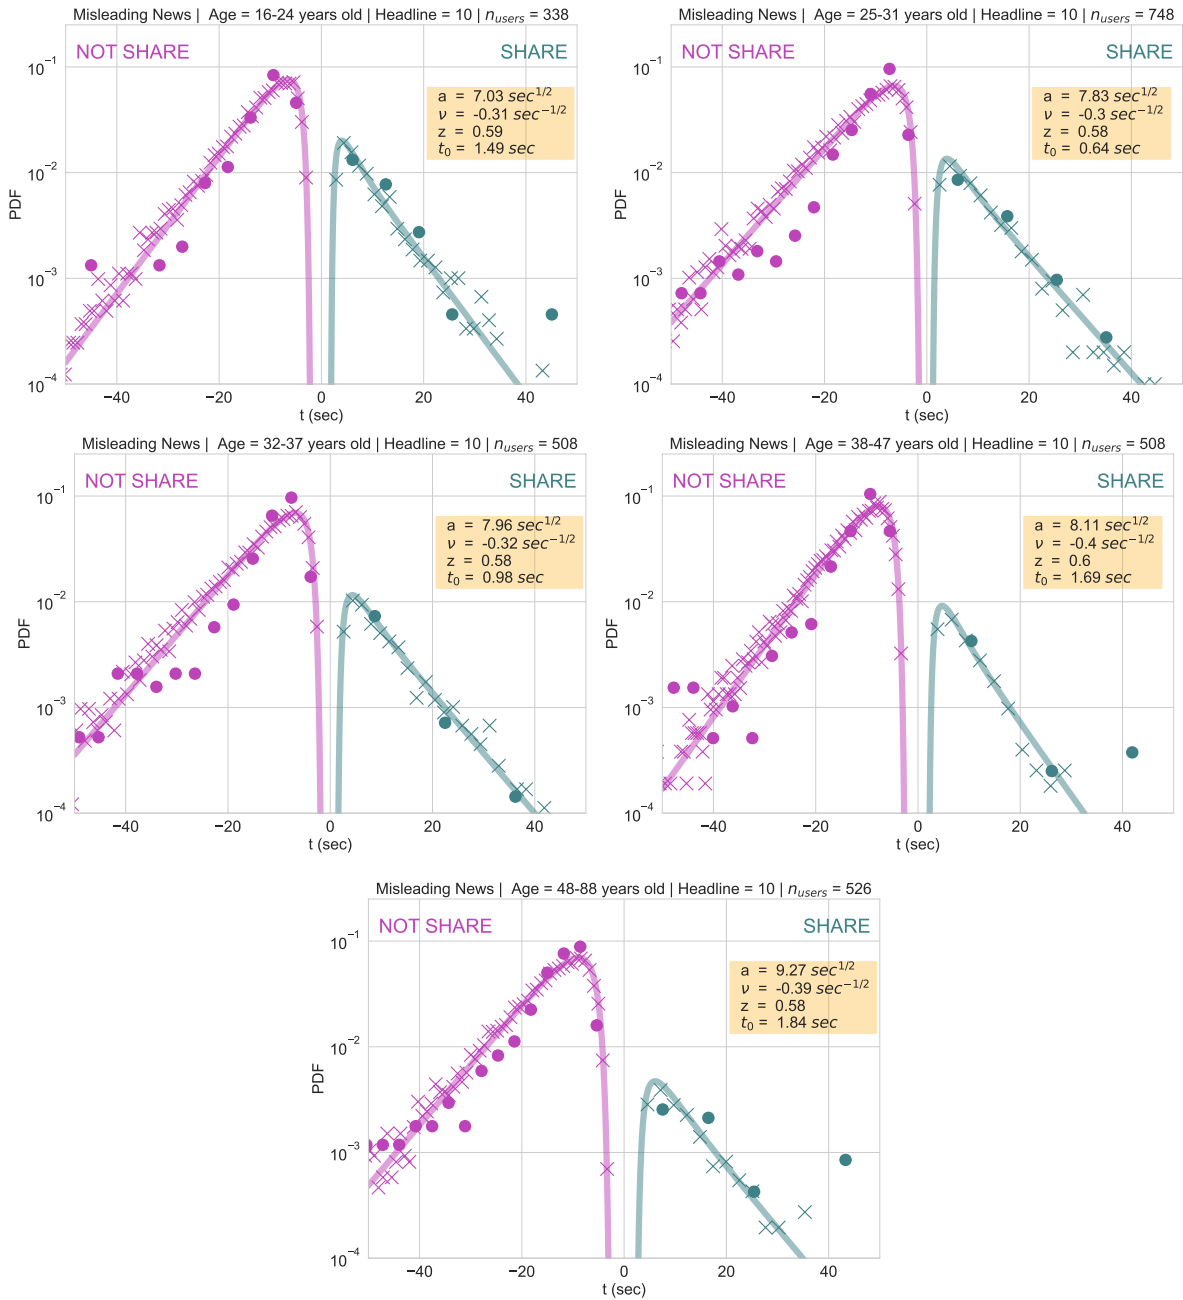 Misleading News | Age = 16-24 years old | Headline = 10 | n_users = 338
NOT SHARE
SHARE
a = 7.03 sec^1/2
ν = -0.31 sec^−1/2
z = 0.59
t_0 = 1.49 sec
PDF
10^−1
10^−2
10^−3
10^−4
−40 −20 0 20 40
t (sec)
Misleading News | Age = 25-31 years old | Headline = 10 | n_users = 748
NOT SHARE
SHARE
a = 7.83 sec^1/2
ν = -0.3 sec^−1/2
z = 0.58
t_0 = 0.64 sec
PDF
10^−1
10^−2
10^−3
10^−4
−40 −20 0 20 40
t (sec)
Misleading News | Age = 32-37 years old | Headline = 10 | n_users = 508
NOT SHARE
SHARE
a = 7.96 sec^1/2
ν = -0.32 sec^−1/2
z = 0.58
t_0 = 0.98 sec
PDF
10^−1
10^−2
10^−3
10^−4
−40 −20 0 20 40
t (sec)
Misleading News | Age = 38-47 years old | Headline = 10 | n_users = 508
NOT SHARE
SHARE
a = 8.11 sec^1/2
ν = -0.4 sec^−1/2
z = 0.6
t_0 = 1.69 sec
PDF
10^−1
10^−2
10^−3
10^−4
−40 −20 0 20 40
t (sec)
Misleading News | Age = 48-88 years old | Headline = 10 | n_users = 526
NOT SHARE
SHARE
a = 9.27 sec^1/2
ν = -0.39 sec^−1/2
z = 0.58
t_0 = 1.84 sec
PDF
10^−1
10^−2
10^−3
10^−4
−40 −20 0 20 40
t (sec)